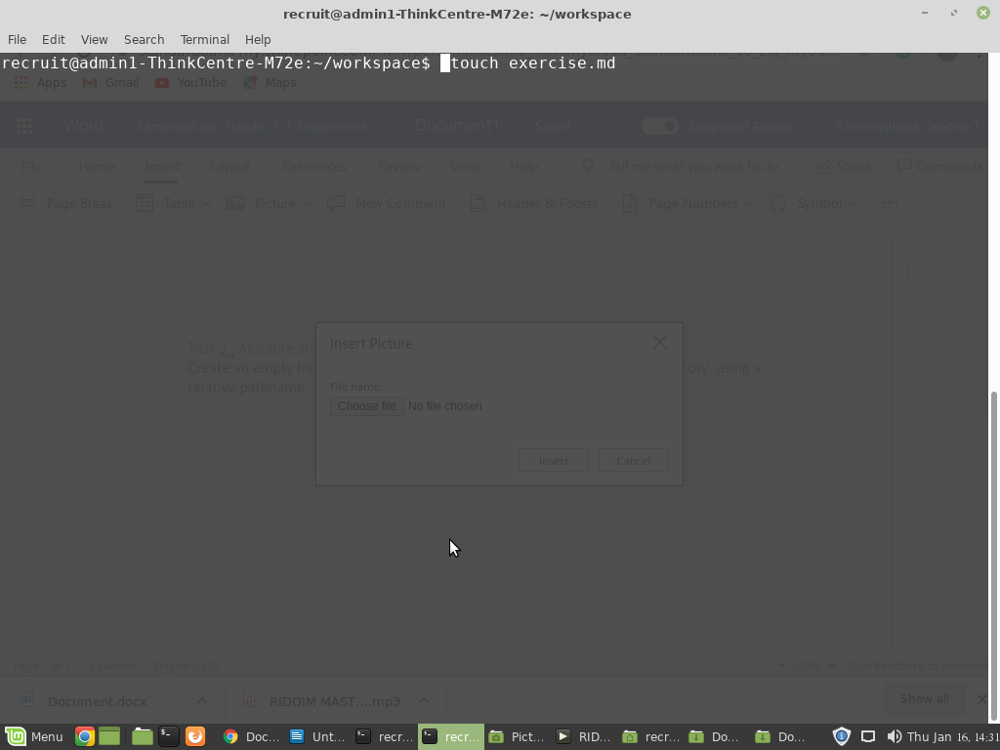 recruit@admin1-ThinkCentre-M72e: ~/workspace
File Edit View Search Terminal Help
recruit@admin1-ThinkCentre-M72e:~/workspace$ touch exercise.md
Apps Gmail YouTube Maps
Word Ramonyaluoa, Teboho T > Documents Document1 - Saved Simplified Ribbon Ramonyaluoa, Teboho T
File Home Insert Layout References Review View Help Tell me what you want to do Share Comments
Page Break Table Picture New Comment Header & Footer Page Numbers Symbol ...
Insert Picture
Task 2. Absolute an
Create an empty file ory, using a
relative pathname.
File name:
Choose file No file chosen
Insert Cancel
Page 1 of 1 words English (U.S.) 100% Give Feedback to Microso
Document.docx RIDDIM MAST....mp3 Show all
Menu Doc... Unt... recr... recr... Pict... RID... recr... Do... Do... Thu Jan 16, 14:31